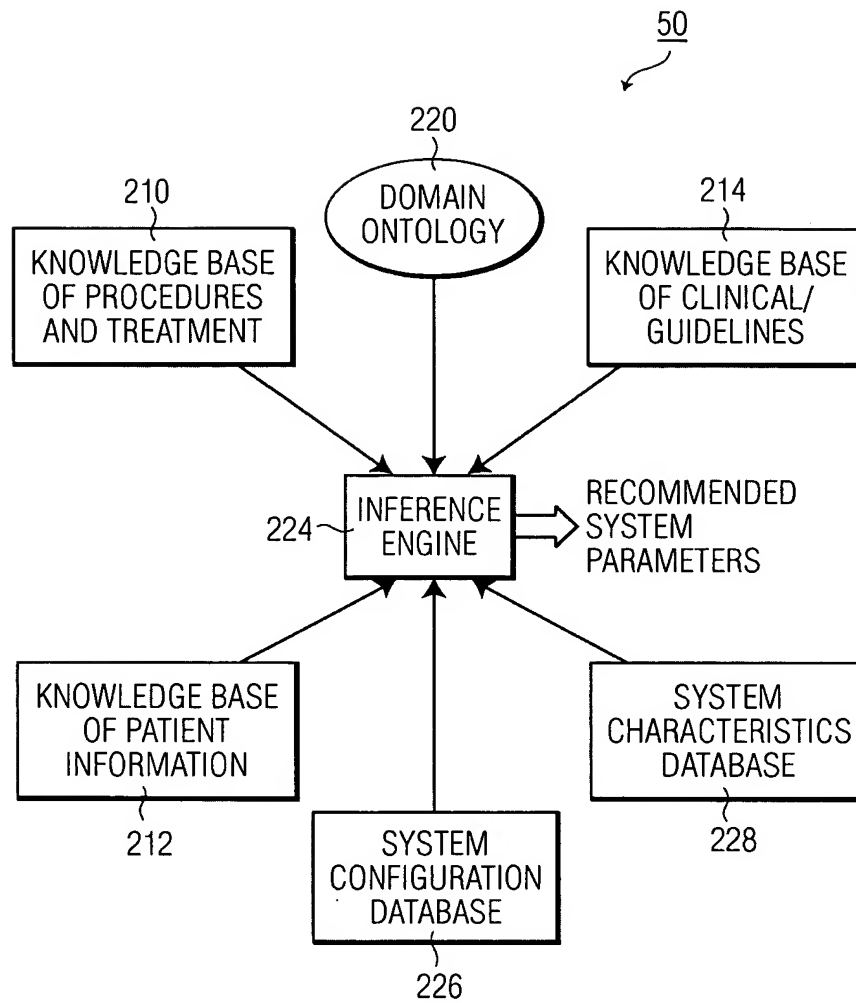 50
220
DOMAIN
ONTOLOGY
210
KNOWLEDGE BASE
OF PROCEDURES
AND TREATMENT
214
KNOWLEDGE BASE
OF CLINICAL/
GUIDELINES
224
INFERENCE
ENGINE
RECOMMENDED
SYSTEM
PARAMETERS
KNOWLEDGE BASE
OF PATIENT
INFORMATION
212
SYSTEM
CONFIGURATION
DATABASE
226
SYSTEM
CHARACTERISTICS
DATABASE
228